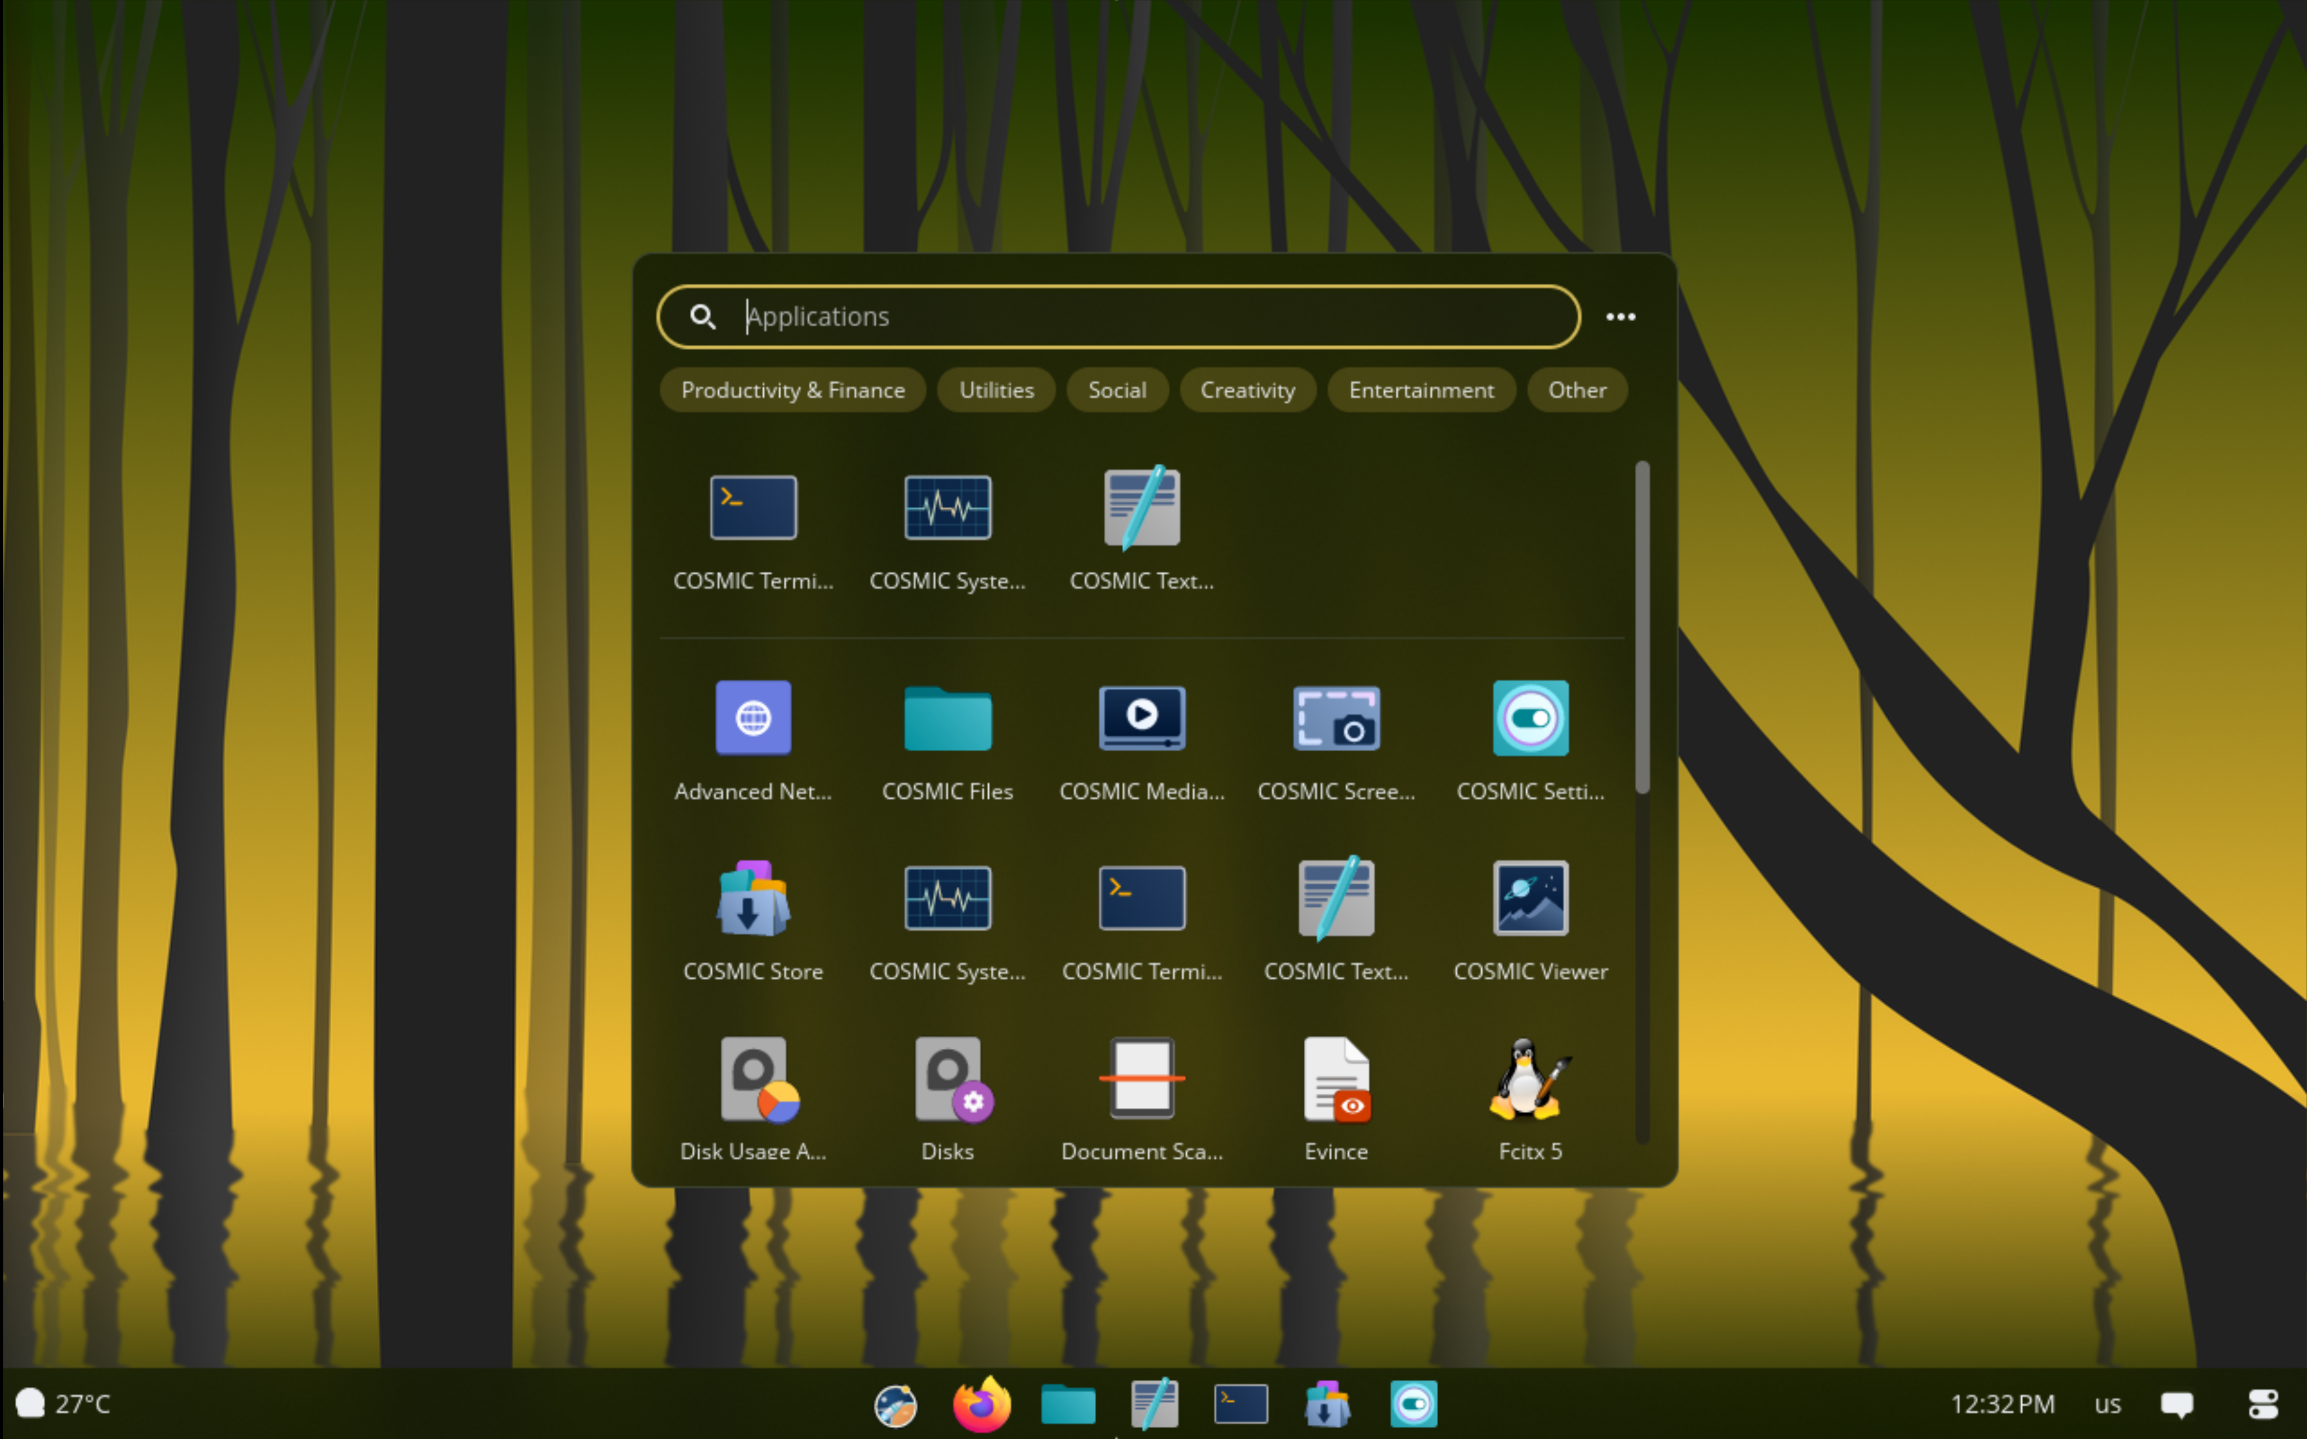 Applications
Productivity & Finance Utilities Social Creativity Entertainment Other
COSMIC Termi... COSMIC Syste... COSMIC Text...
Advanced Net... COSMIC Files COSMIC Media... COSMIC Scree... COSMIC Setti...
COSMIC Store COSMIC Syste... COSMIC Termi... COSMIC Text... COSMIC Viewer
Disk Usage A... Disks Document Sca... Evince Fcitx 5
27°C 12:32 PM us